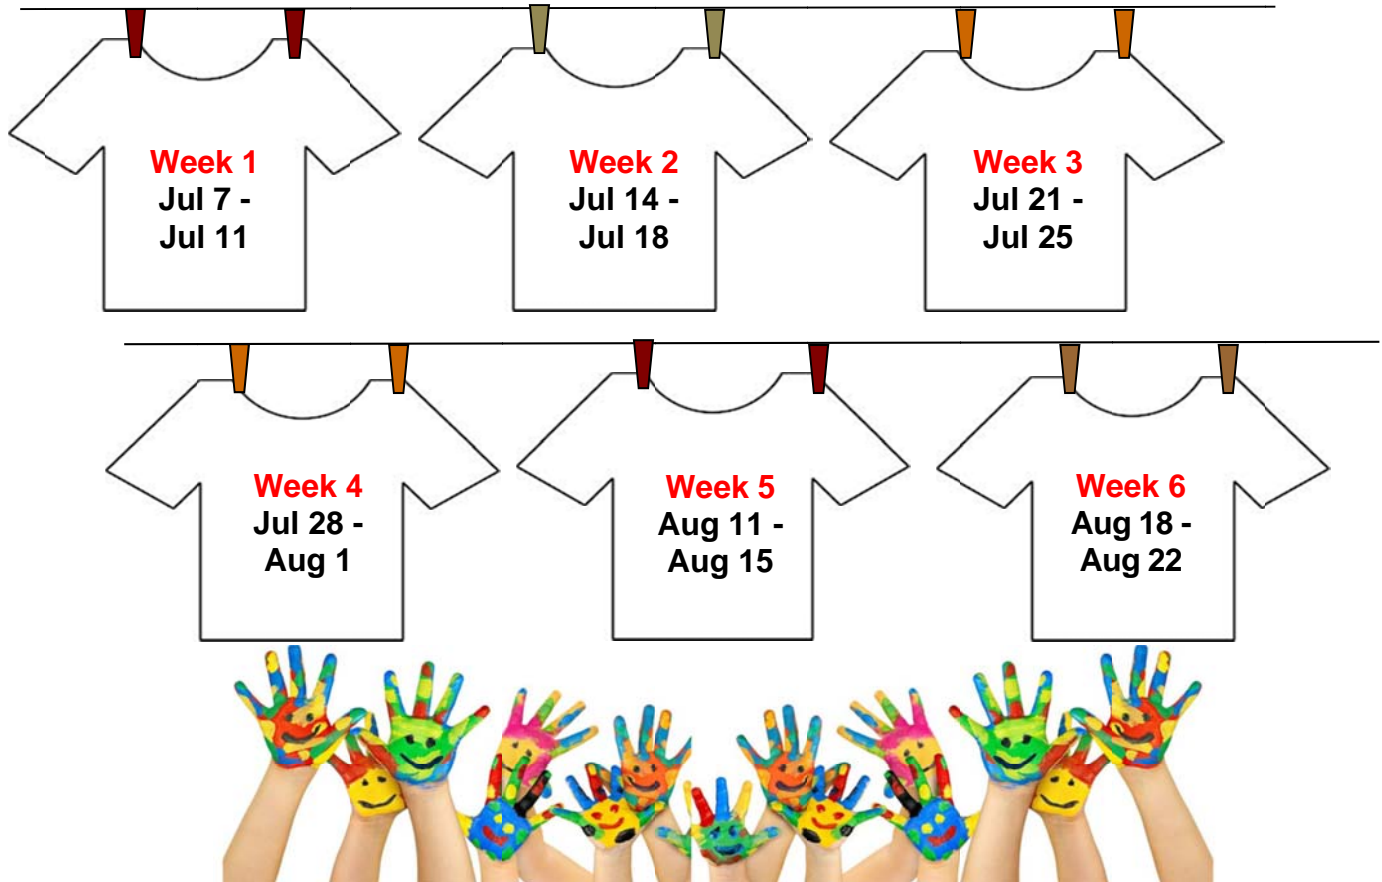 Week 1
Jul 7 -
Jul 11
Week 2
Jul 14 -
Jul 18
Week 3
Jul 21 -
Jul 25
Week 4
Jul 28 -
Aug 1
Week 5
Aug 11 -
Aug 15
Week 6
Aug 18 -
Aug 22